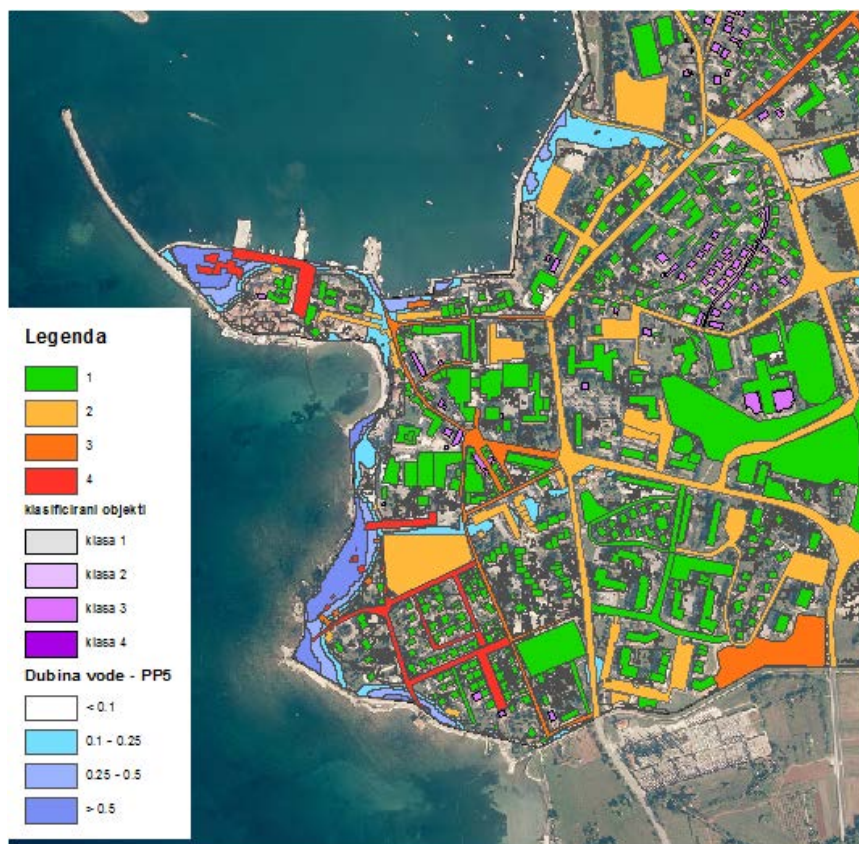 Legenda
1
2
3
4
klasificirani objekti
klasa 1
klasa 2
klasa 3
klasa 4
Dubina vode - PP5
< 0.1
0.1 - 0.25
0.25 - 0.5
> 0.5